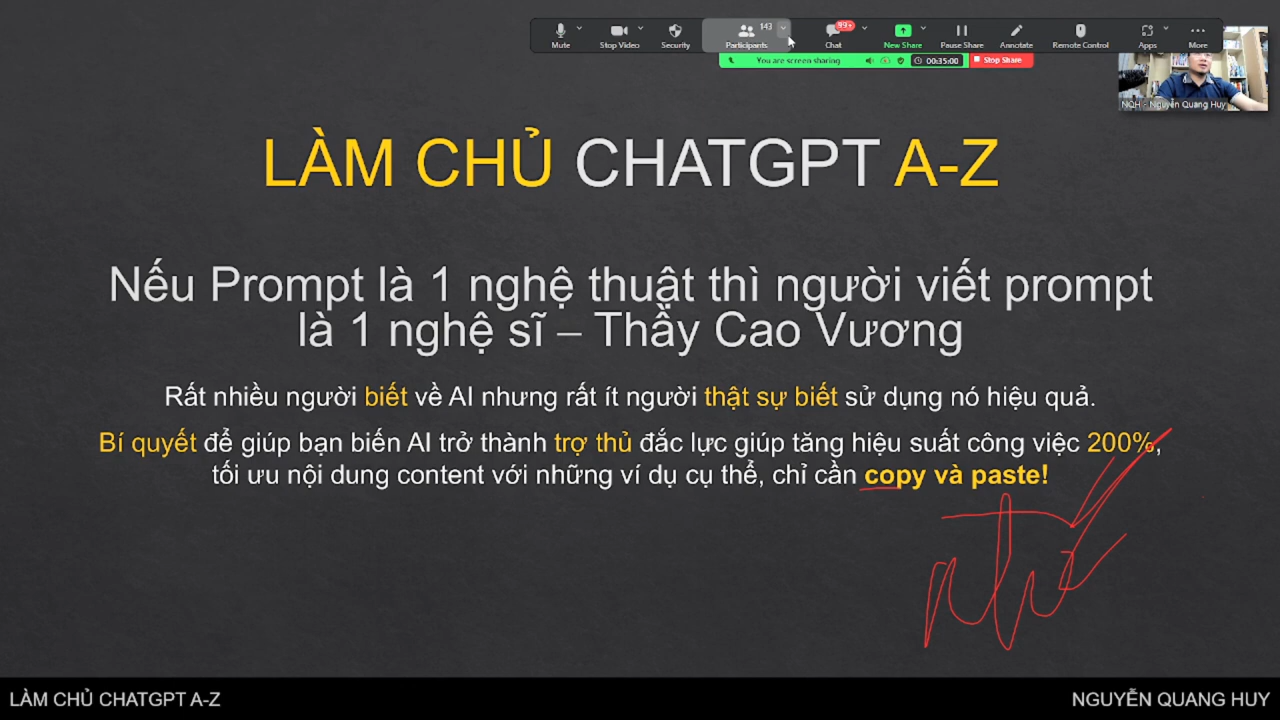 143
99+
Mute
Stop Video
Security
Participants
Chat
New Share
Pause Share
Annotate
Remote Control
Apps
More
You are screen sharing
00:35:00
Stop Share
NQH - Nguyễn Quang Huy
LÀM CHỦ CHATGPT A-Z
Nếu Prompt là 1 nghệ thuật thì người viết prompt
là 1 nghệ sĩ – Thầy Cao Vương
Rất nhiều người biết về AI nhưng rất ít người thật sự biết sử dụng nó hiệu quả.
Bí quyết để giúp bạn biến AI trở thành trợ thủ đắc lực giúp tăng hiệu suất công việc 200%,
tối ưu nội dung content với những ví dụ cụ thể, chỉ cần copy và paste!
LÀM CHỦ CHATGPT A-Z
NGUYỄN QUANG HUY